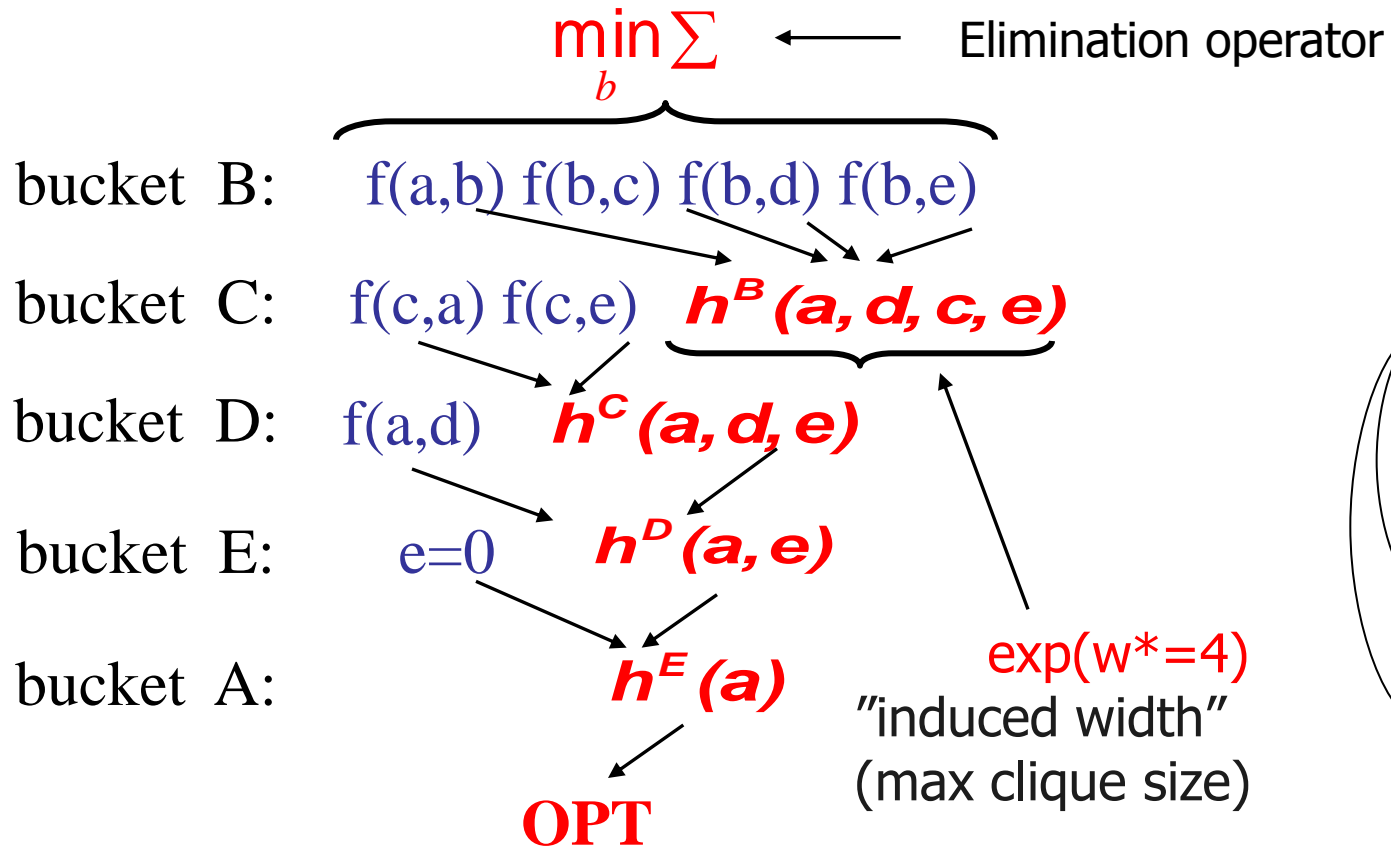 min Σ Elimination operator
b
bucket B: f(a,b) f(b,c) f(b,d) f(b,e)
bucket C: f(c,a) f(c,e) h^B (a, d, c, e)
bucket D: f(a,d) h^C (a, d, e)
bucket E: e=0 h^D (a, e)
bucket A: h^E (a)
exp(w*=4)
”induced width”
(max clique size)
OPT